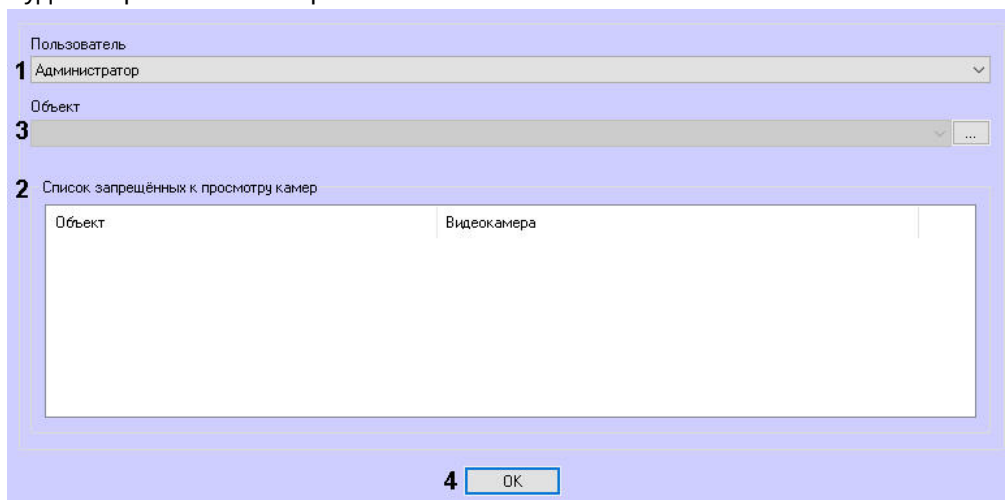 Пользователь
1 Администратор
Объект
3 ...
2 Список запрещённых к просмотру камер
Объект Видеокамера
4 OK